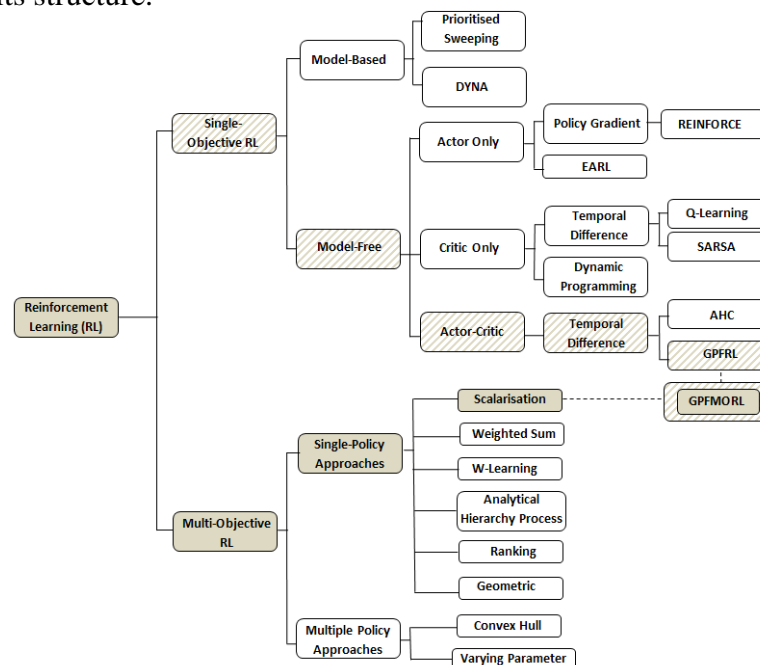 its structure.
Prioritised
Sweeping
Model-Based
DYNA
Single-
Objective RL
Policy Gradient
REINFORCE
Actor Only
EARL
Q-Learning
Temporal
Difference
Model-Free
Critic Only
SARSA
Dynamic
Programming
Reinforcement
Learning (RL)
AHC
Actor-Critic
Temporal
Difference
GPFRL
Scalarisation
GPFMORL
Single-Policy
Approaches
Weighted Sum
W-Learning
Analytical
Hierarchy Process
Multi-Objective
RL
Ranking
Geometric
Multiple Policy
Approaches
Convex Hull
Varying Parameter